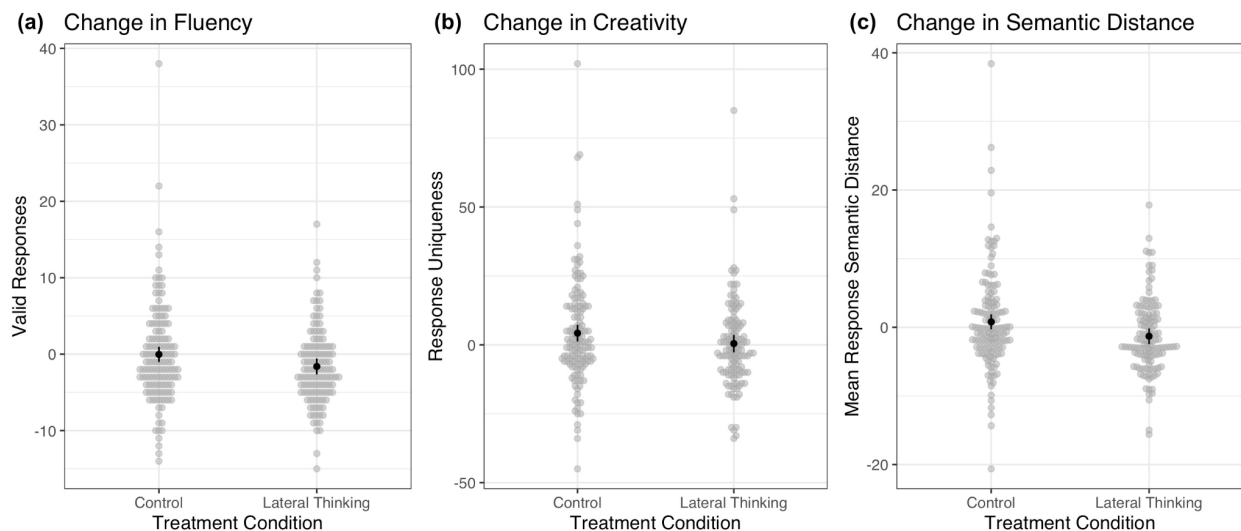 (a) Change in Fluency
Valid Responses
40
30
20
10
0
-10
Control
Lateral Thinking
Treatment Condition
(b) Change in Creativity
Response Uniqueness
100
50
0
-50
Control
Lateral Thinking
Treatment Condition
(c) Change in Semantic Distance
Mean Response Semantic Distance
40
20
0
-20
Control
Lateral Thinking
Treatment Condition